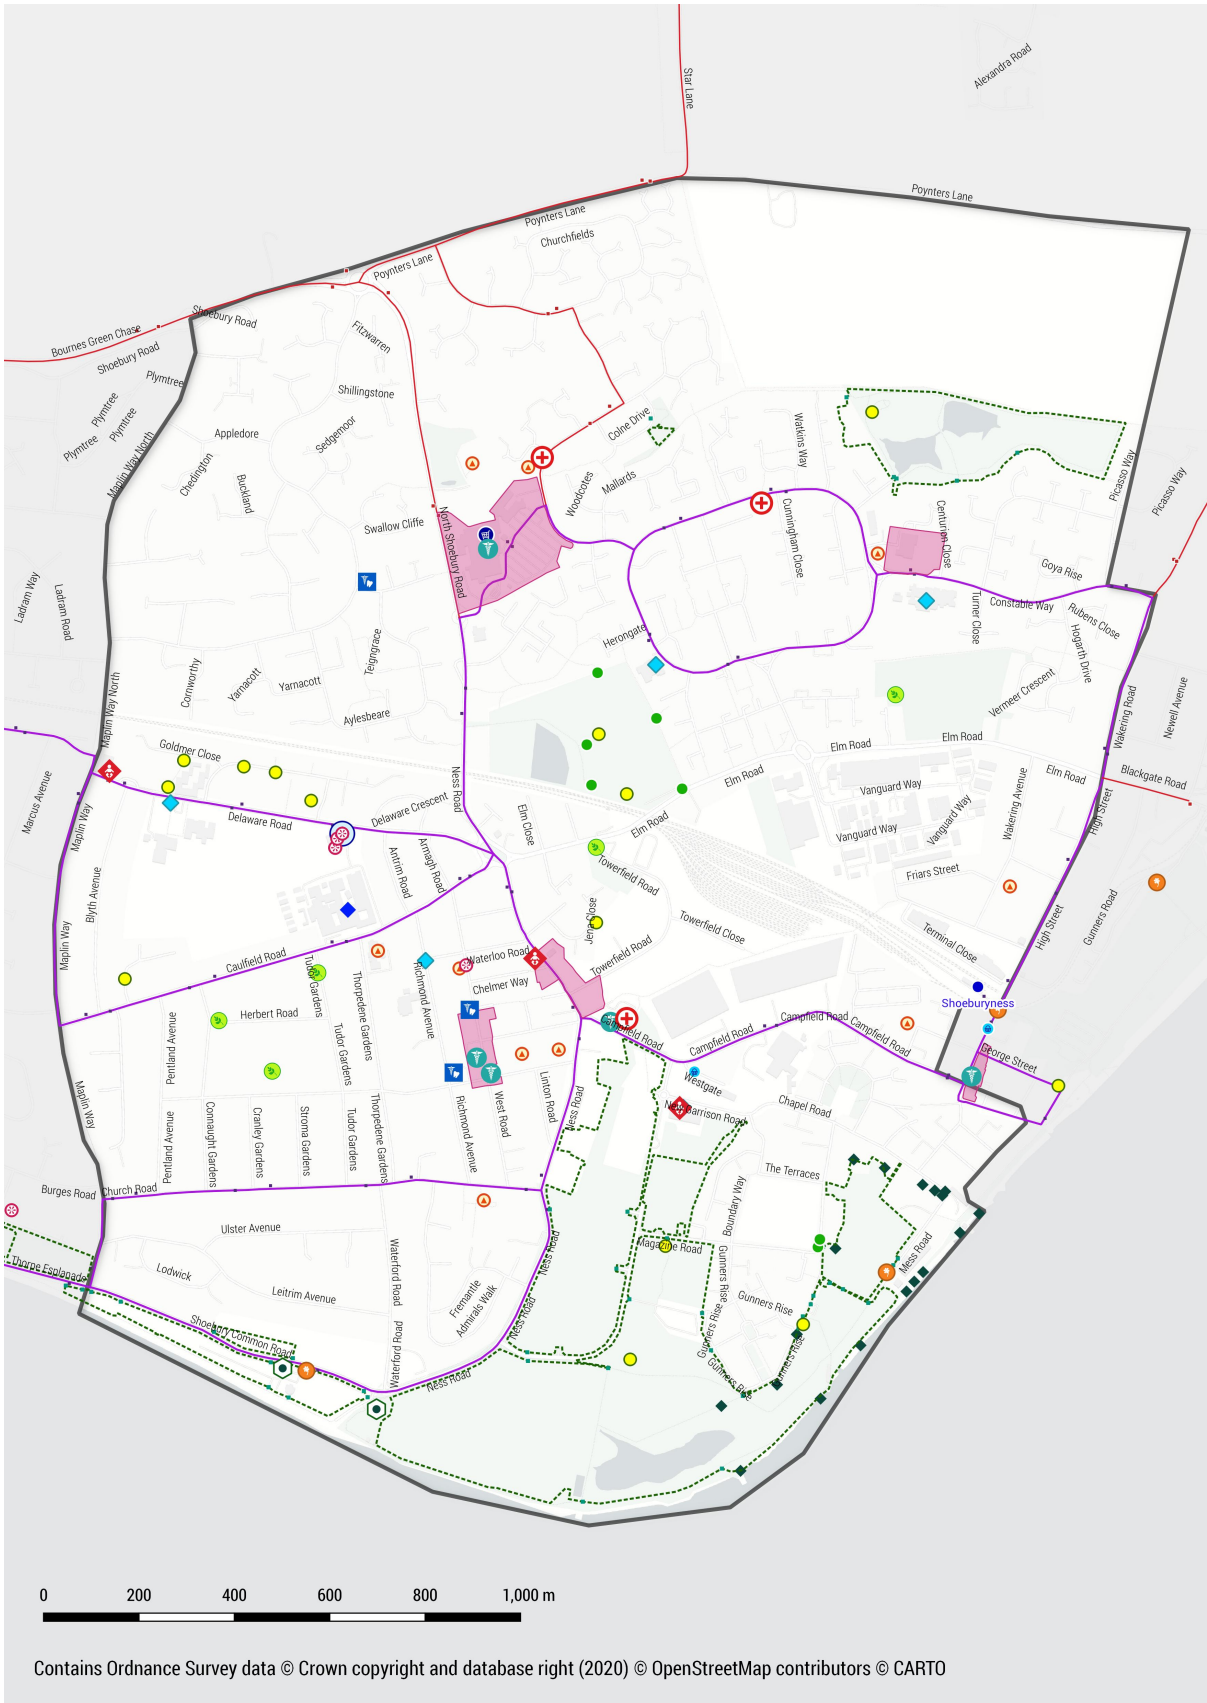 Alexandra Road
Star Lane
Poynters Lane
Poynters Lane
Churchfields
Poynters Lane
Shoebury Road
Bournes Green Chase
Shoebury Road
Fitzwarren
Plymtree
Plymtree
Plymtree
Plymtree
Shillingstone
Appledore
Sedgemoor
Colne Drive
Watkins Way
Maplin Way North
Chedington
Buckland
Woodcotes
Mallards
Picasso Way
Picasso Way
Swallow Cliffe
North Shoebury Road
Cunningham Close
Centurion Close
Goya Rise
Ladram Way
Ladram Road
Turner Close
Constable Way
Rubens Close
Hogarth Drive
Herongate
Teigngrace
Cornworthy
Yarnacott
Yarnacott
Vermeer Crescent
Maplin Way North
Aylesbeare
Wakering Road
Newell Avenue
Goldmer Close
Elm Road
Elm Road
Elm Road
Elm Road
Blackgate Road
Marcus Avenue
Ness Road
Vanguard Way
Vanguard Way
Vanguard Way
Wakering Avenue
High Street
Maplin Way
Delaware Road
Delaware Crescent
Elm Close
Elm Road
Antrim Road
Armagh Road
Towerfield Road
Friars Street
Blyth Avenue
Jena Close
Towerfield Close
Terminal Close
High Street
Gunners Road
Maplin Way
Caulfield Road
Waterloo Road
Towerfield Road
Tudor Gardens
Thorpedene Gardens
Richmond Avenue
Chelmer Way
Shoeburyness
Herbert Road
Campfield Road
Campfield Road
Campfield Road
Campfield Road
George Street
Pentland Avenue
Tudor Gardens
Maplin Way
Westgate
New Garrison Road
Chapel Road
Linton Road
Ness Road
West Road
Richmond Avenue
Pentland Avenue
Connaught Gardens
Cranley Gardens
Stroma Gardens
Tudor Gardens
Thorpedene Gardens
The Terraces
Boundary Way
Burges Road
Church Road
Ulster Avenue
Waterford Road
Ness Road
Magazine Road
Gunners Rise
Mess Road
Thorpe Esplanade
Lodwick
Leitrim Avenue
Fremantle
Admirals Walk
Gunners Rise
Shoebury Common Road
Waterford Road
Ness Road
Gunners Rise
Gunners Rise
Gunners Rise
Ness Road
0 200 400 600 800 1,000 m
Contains Ordnance Survey data © Crown copyright and database right (2020) © OpenStreetMap contributors © CARTO